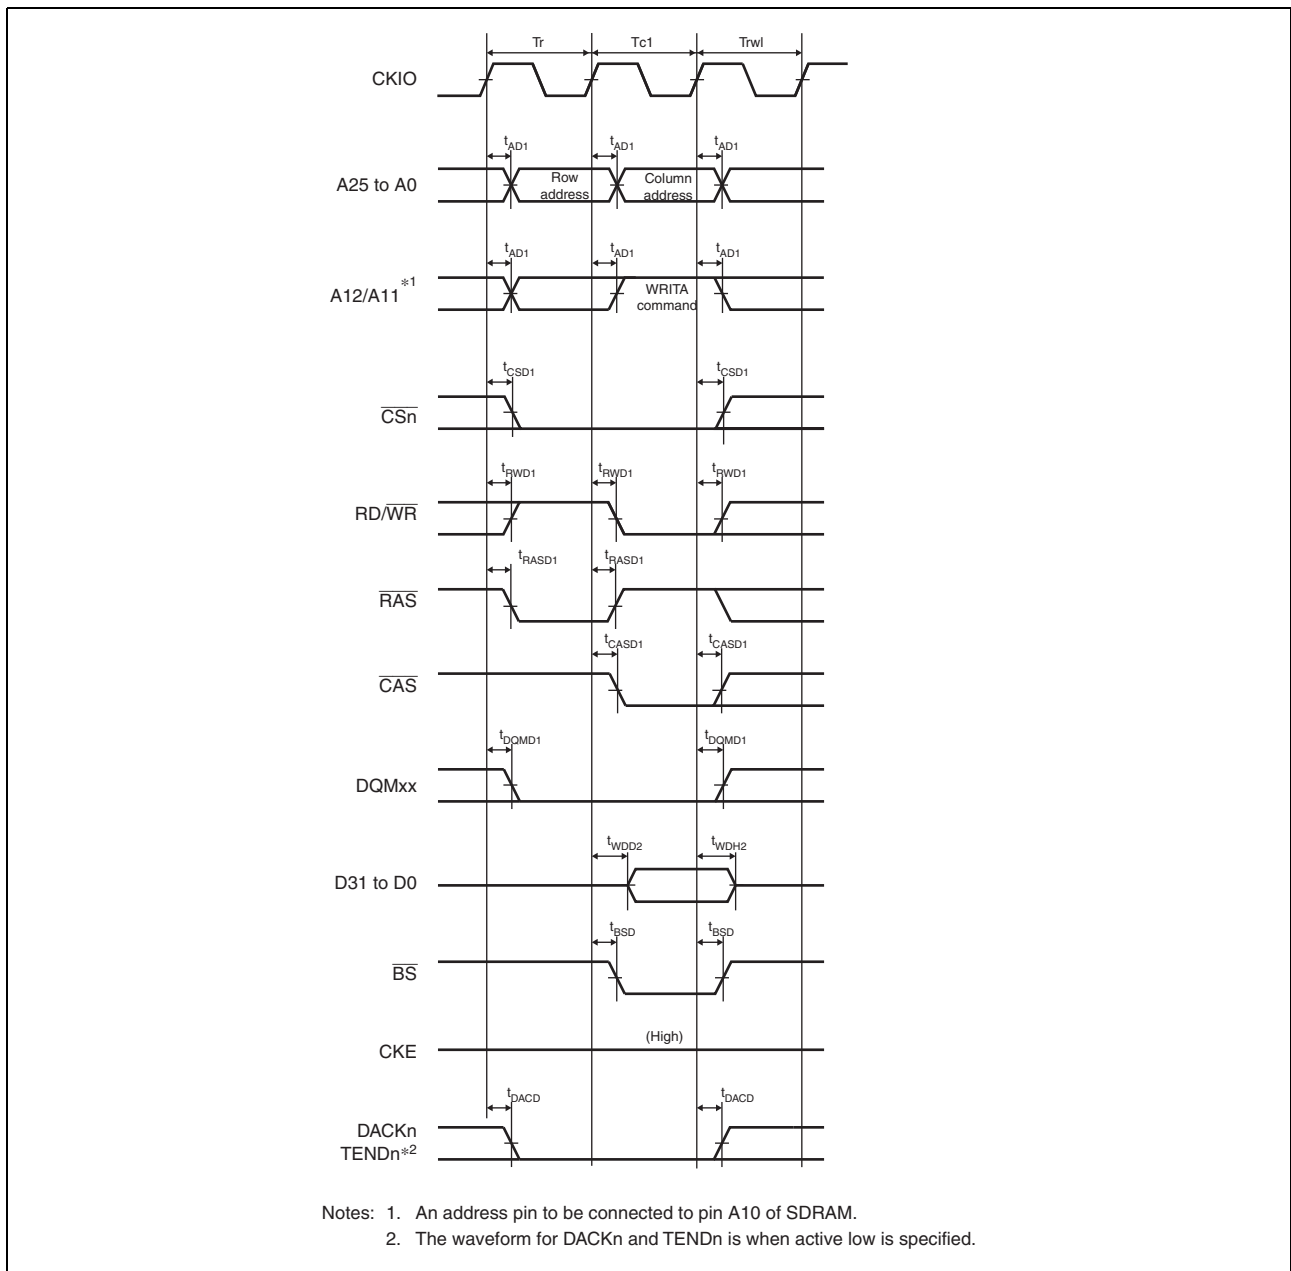 Tr Tc1 Trwl
CKIO
tAD1 tAD1 tAD1
A25 to A0
Row address
Column address
tAD1 tAD1 tAD1
A12/A11*1
WRITA command
tCSD1 tCSD1
CSn
tRWD1 tRWD1 tRWD1
RD/WR
tRASD1 tRASD1
RAS
tCASD1 tCASD1
CAS
tDQMD1 tDQMD1
DQMxx
tWDD2 tWDH2
D31 to D0
tBSD tBSD
BS
(High)
CKE
tDACD tDACD
DACKn
TENDn*2
Notes: 1. An address pin to be connected to pin A10 of SDRAM.
2. The waveform for DACKn and TENDn is when active low is specified.